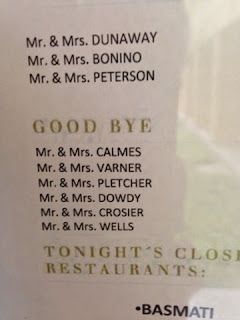 Mr. & Mrs. DUNAWAY
Mr. & Mrs. BONINO
Mr. & Mrs. PETERSON
GOOD BYE
Mr. & Mrs. CALMES
Mr. & Mrs. VARNER
Mr. & Mrs. PLETCHER
Mr. & Mrs. DOWDY
Mr. & Mrs. CROSIER
Mr. & Mrs. WELLS
TONIGHT´S CLOSE
RESTAURANTS:
•BASMATI